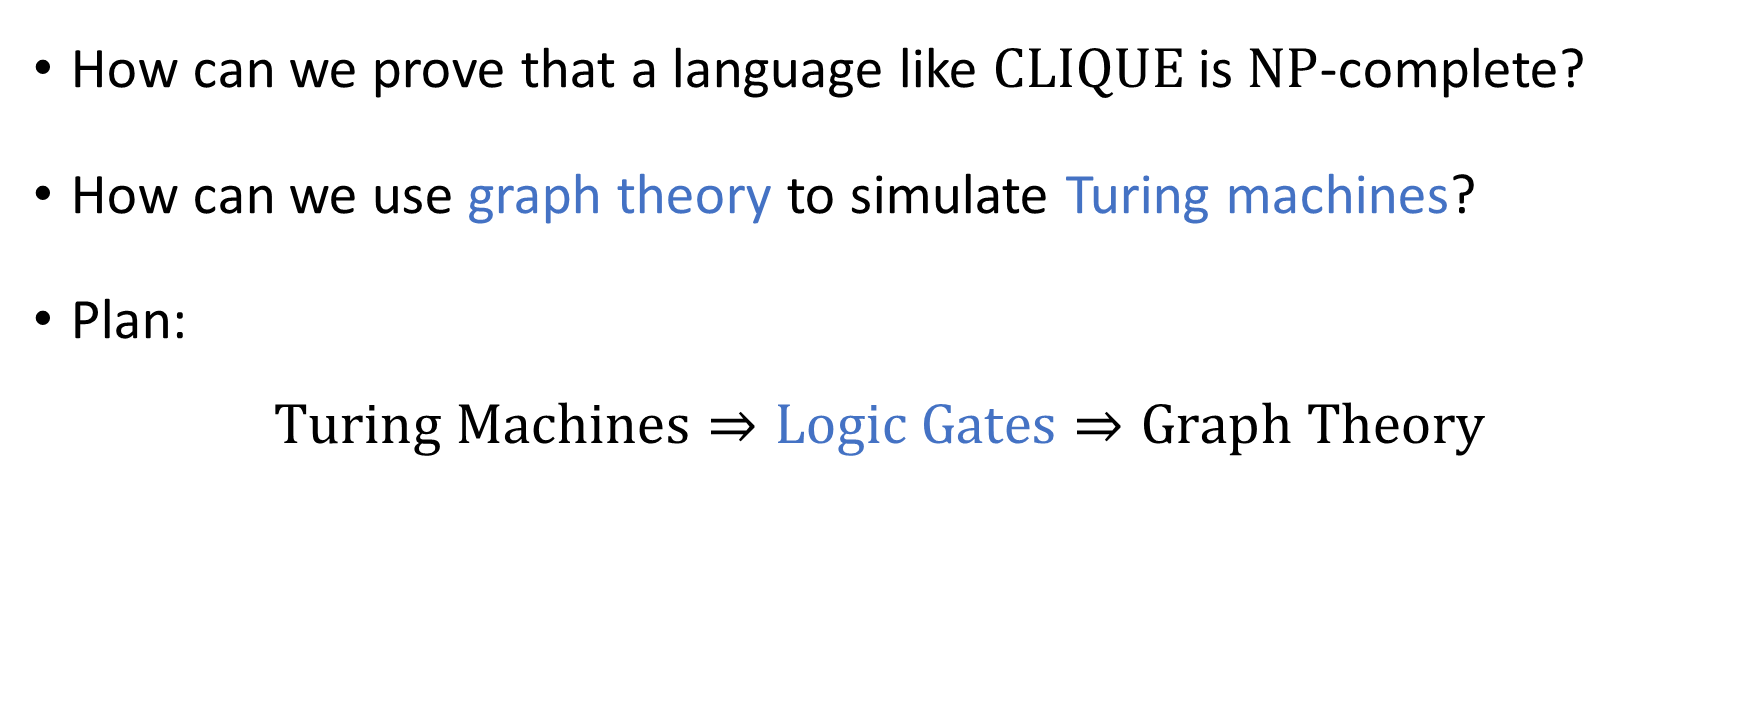 • How can we prove that a language like CLIQUE is NP-complete?
• How can we use graph theory to simulate Turing machines?
• Plan:
Turing Machines ⇒ Logic Gates ⇒ Graph Theory